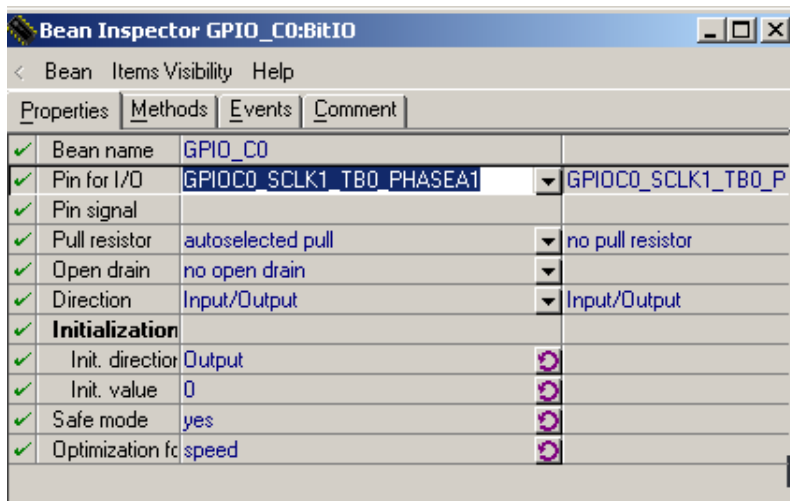 Bean Inspector GPIO_C0:BitIO
< Bean Items Visibility Help
Properties Methods Events Comment
Bean name GPIO_C0
Pin for I/O GPIOC0_SCLK1_TB0_PHASEA1 GPIOC0_SCLK1_TB0_P
Pin signal
Pull resistor autoselected pull no pull resistor
Open drain no open drain
Direction Input/Output Input/Output
Initialization
Init. direction Output
Init. value 0
Safe mode yes
Optimization fo speed